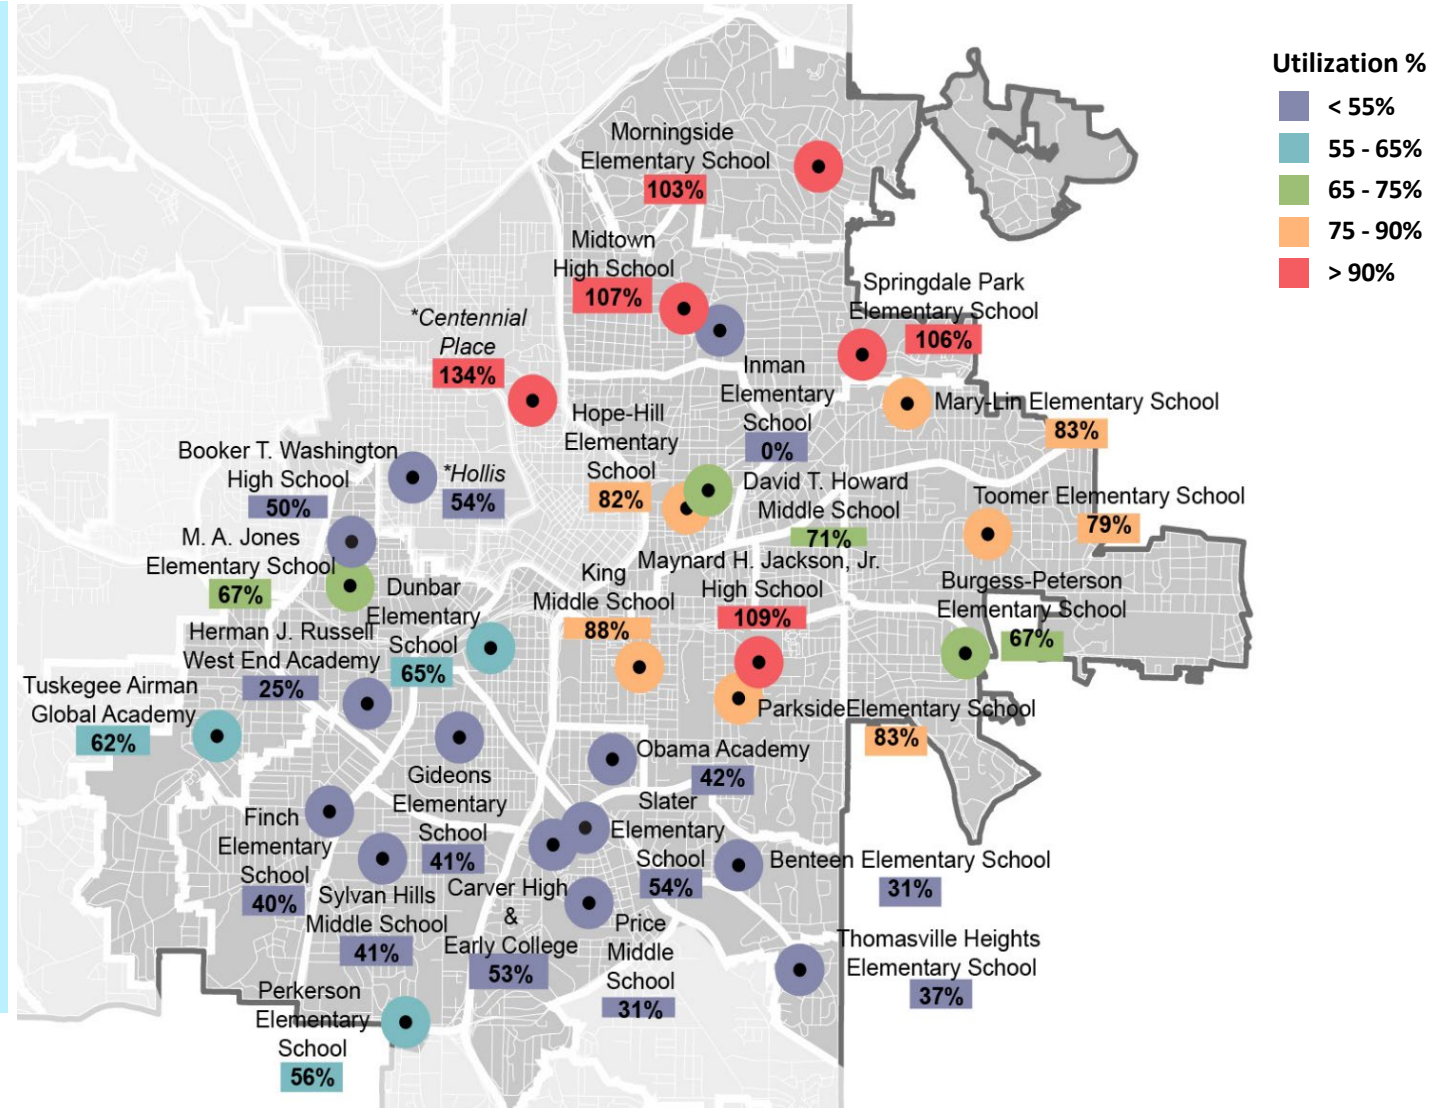 Utilization %
< 55%
55 - 65%
65 - 75%
75 - 90%
> 90%
Morningside
Elementary School
103%
Midtown
High School
107%
Springdale Park
Elementary School
106%
*Centennial
Place
134%
Inman
Elementary
School
0%
Mary-Lin Elementary School
83%
Hope-Hill
Elementary
School
82%
Booker T. Washington
High School
50%
*Hollis
54%
David T. Howard
Middle School
71%
Toomer Elementary School
79%
M. A. Jones
Elementary School
67%
Dunbar
Elementary
School
65%
King
Middle School
88%
Maynard H. Jackson, Jr.
High School
109%
Burgess-Peterson
Elementary School
67%
Herman J. Russell
West End Academy
25%
Tuskegee Airman
Global Academy
62%
ParksideElementary School
83%
Gideons
Elementary
School
41%
Obama Academy
42%
Slater
Elementary
School
54%
Finch
Elementary
School
40%
Sylvan Hills
Middle School
41%
Carver High
&
Early College
53%
Benteen Elementary School
31%
Price
Middle
School
31%
Thomasville Heights
Elementary School
37%
Perkerson
Elementary
School
56%